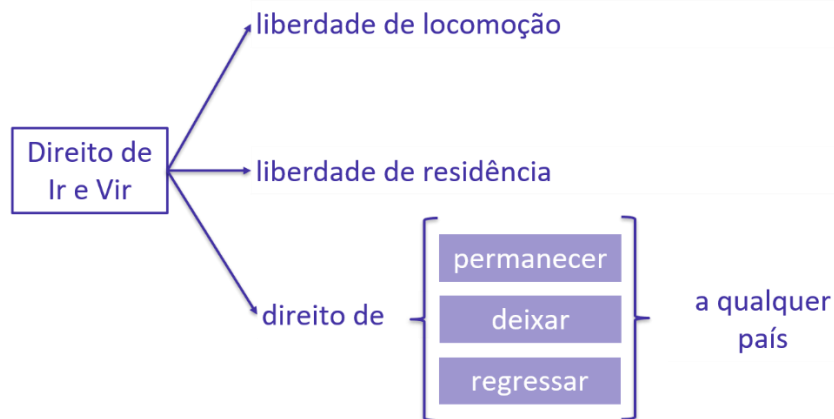 liberdade de locomoção
Direito de
Ir e Vir
liberdade de residência
direito de
permanecer
deixar
regressar
a qualquer
país